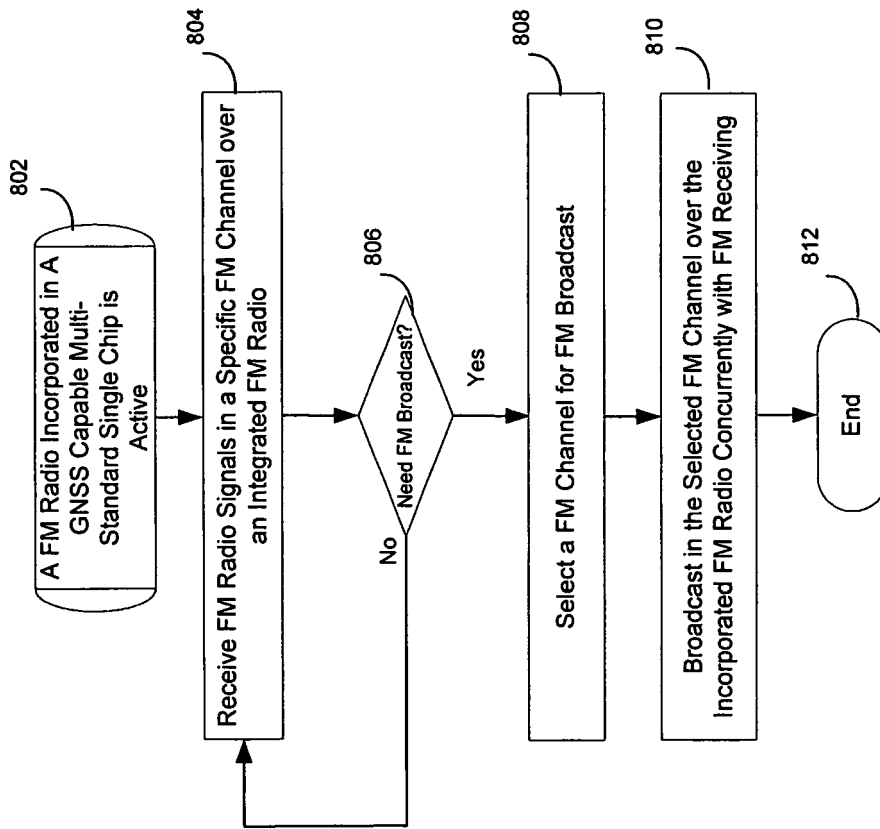 802
A FM Radio Incorporated in A
GNSS Capable Multi-
Standard Single Chip is
Active
804
Receive FM Radio Signals in a Specific FM Channel over
an Integrated FM Radio
806
Need FM Broadcast?
No
Yes
808
Select a FM Channel for FM Broadcast
810
Broadcast in the Selected FM Channel over the
Incorporated FM Radio Concurrently with FM Receiving
812
End